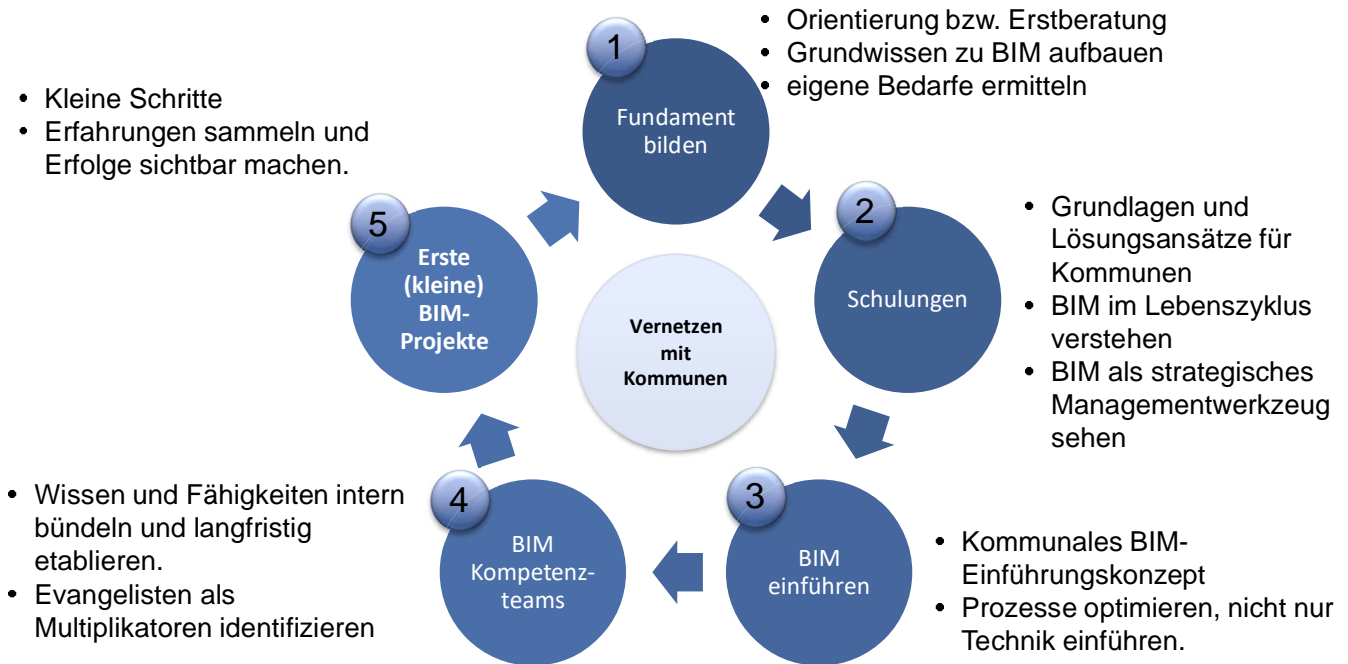 1
Fundament
bilden
• Orientierung bzw. Erstberatung
• Grundwissen zu BIM aufbauen
• eigene Bedarfe ermitteln
2
Schulungen
• Grundlagen und
Lösungsansätze für
Kommunen
• BIM im Lebenszyklus
verstehen
• BIM als strategisches
Managementwerkzeug
sehen
3
BIM
einführen
• Kommunales BIM-
Einführungskonzept
• Prozesse optimieren, nicht nur
Technik einführen.
4
BIM
Kompetenz-
teams
• Wissen und Fähigkeiten intern
bündeln und langfristig
etablieren.
• Evangelisten als
Multiplikatoren identifizieren
5
Erste
(kleine)
BIM-
Projekte
• Kleine Schritte
• Erfahrungen sammeln und
Erfolge sichtbar machen.
Vernetzen
mit
Kommunen